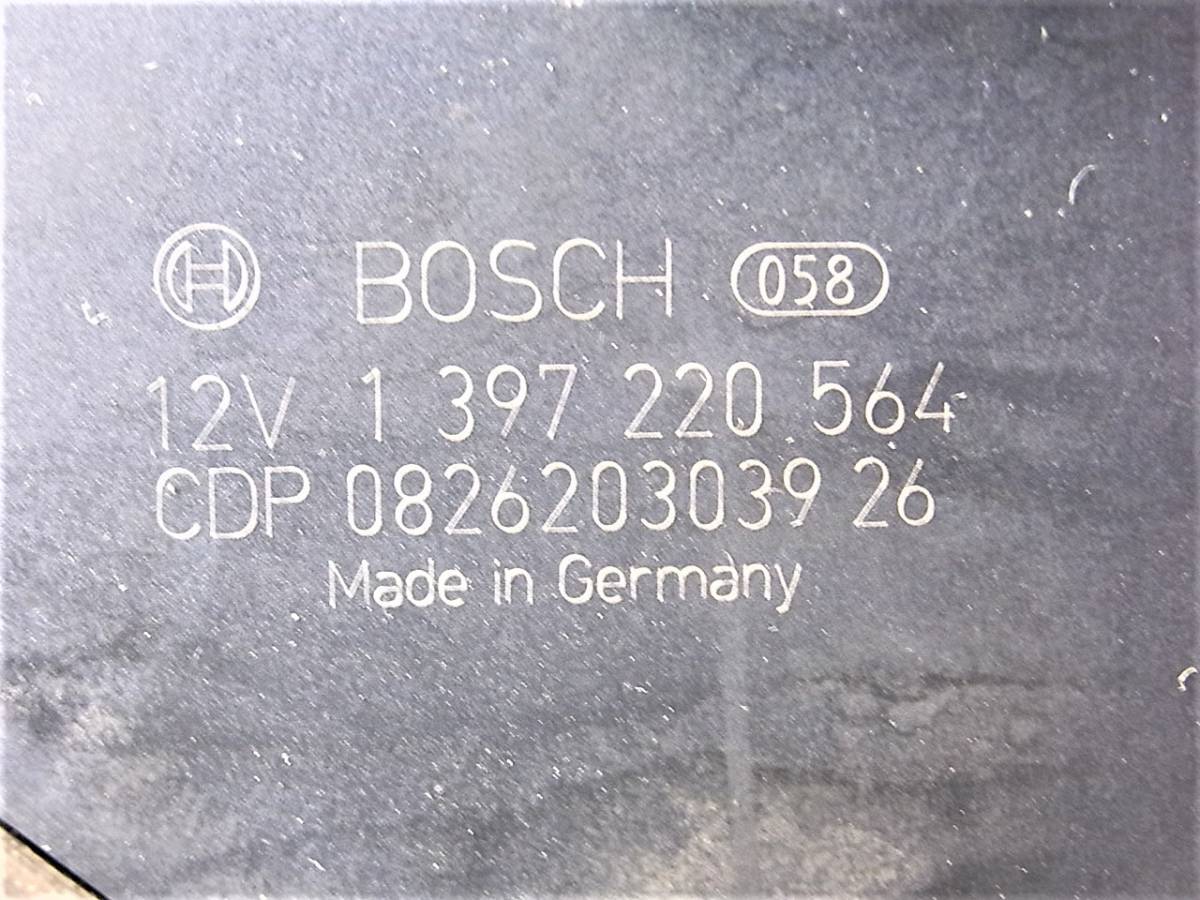 BOSCH 058
12V 1 397 220 564
CDP 0826203039 26
Made in Germany